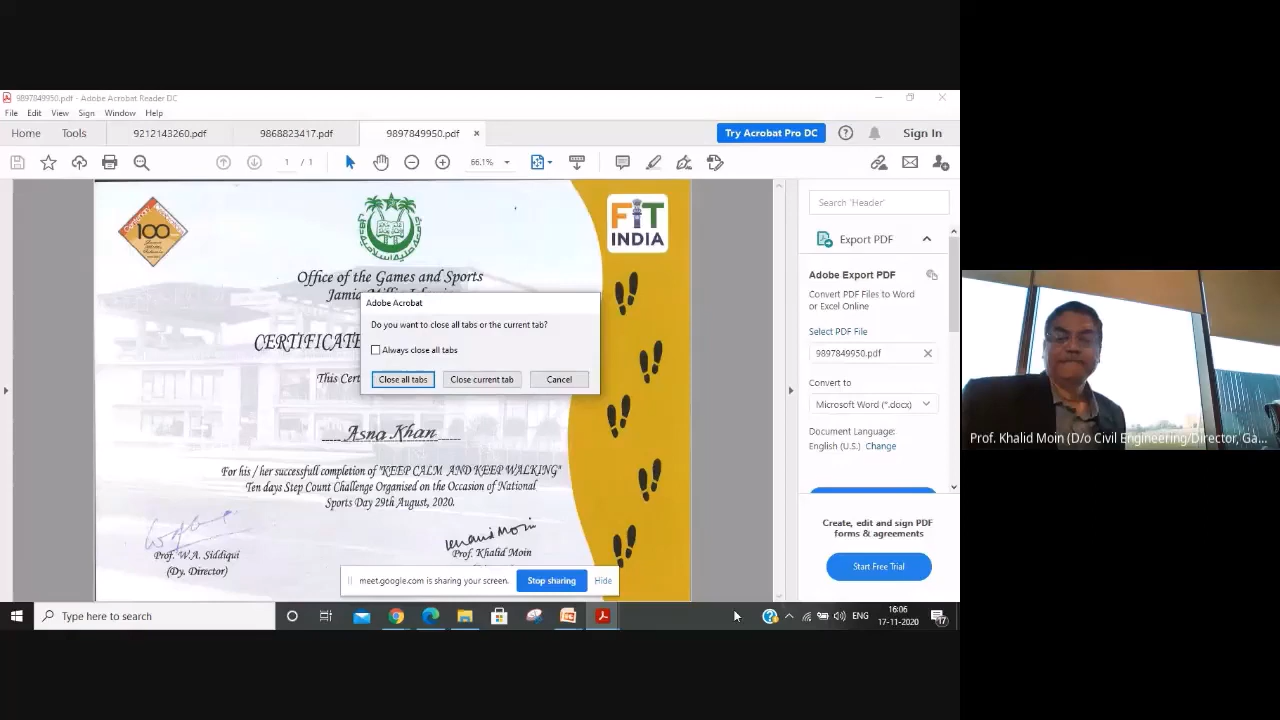 9897849950.pdf - Adobe Acrobat Reader DC
File Edit View Sign Window Help
Home Tools 9212143260.pdf 9868823417.pdf 9897849950.pdf × Try Acrobat Pro DC Sign In
1 / 1 66.1%
Search 'Header'
Export PDF
Adobe Export PDF
Convert PDF Files to Word
or Excel Online
Select PDF File
9897849950.pdf
Convert to
Microsoft Word (*.docx)
Document Language:
English (U.S.) Change
Create, edit and sign PDF
forms & agreements
Start Free Trial
100
FIT
INDIA
Office of the Games and Sports
CERTIFICATE
This
Asna Khan
For his / her successfull completion of "KEEP CALM AND KEEP WALKING"
Ten days Step Count Challenge Organised on the Occasion of National
Sports Day 29th August, 2020.
Prof. W.A. Siddiqui
(Dy. Director)
Khalid Moin
Prof. Khalid Moin
Adobe Acrobat
Do you want to close all tabs or the current tab?
Always close all tabs
Close all tabs Close current tab Cancel
meet.google.com is sharing your screen. Stop sharing Hide
Type here to search
ENG 16:06
17-11-2020
17
Prof. Khalid Moin (D/o Civil Engineering/Director, Ga...